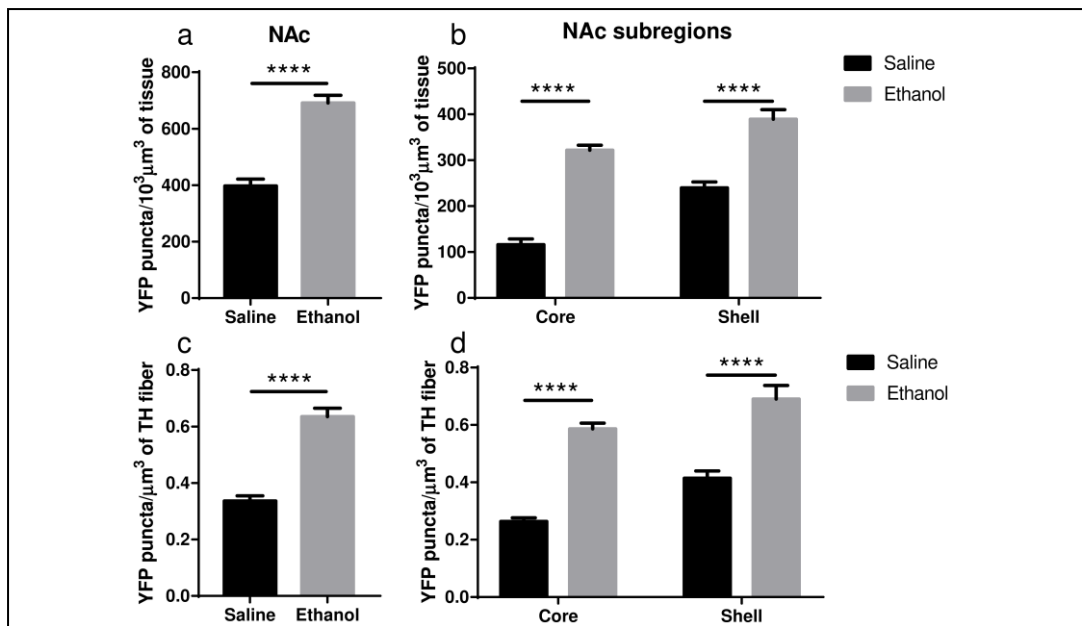 a
NAc
YFP puncta/10³µm³ of tissue
800
600
400
200
0
****
Saline
Ethanol
b
NAc subregions
YFP puncta/10³µm³ of tissue
500
400
300
200
100
0
****
****
Core
Shell
Saline
Ethanol
c
YFP puncta/µm³ of TH fiber
0.8
0.6
0.4
0.2
0.0
****
Saline
Ethanol
d
YFP puncta/µm³ of TH fiber
0.8
0.6
0.4
0.2
0.0
****
****
Core
Shell
Saline
Ethanol